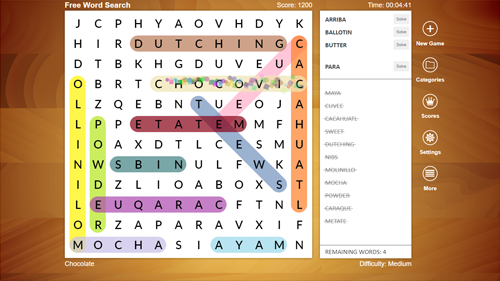 Free Word Search
Score: 1200
Time: 00:04:41
J C P H Y A O V H D Y K
H I R D U T C H I N G C
D T B K H G D U V E U A
O B R T C H O C O V I C
L Z Q E B N T U E O J A
L P P E T A T E M M F H
I O A X D T L C E S M U
N W S B I N U L F W K A
I D Z L I O A B O X S T
L E U Q A R A C F T N L
O R Z A P A R A V X I F
M O C H A S I A Y A M N
ARRIBA Solve
BALLOTIN Solve
BUTTER Solve
PARA Solve
MAYA
CUVEE
CACAHUATL
SWEET
DUTCHING
NIBS
MOLINILLO
MOCHA
POWDER
CARAQUE
METATE
REMAINING WORDS: 4
New Game
Categories
Scores
Settings
More
Chocolate
Difficulty: Medium